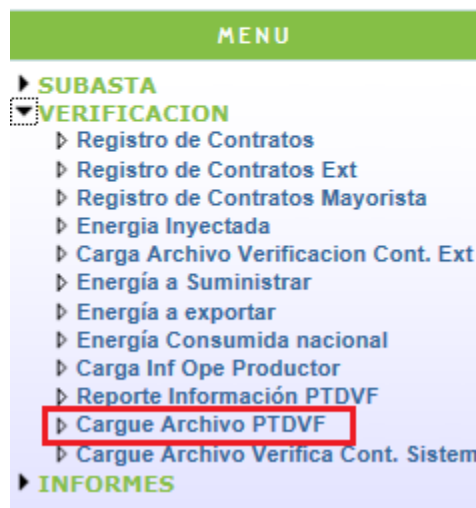 MENU
SUBASTA
VERIFICACION
Registro de Contratos
Registro de Contratos Ext
Registro de Contratos Mayorista
Energia Inyectada
Carga Archivo Verificacion Cont. Ext
Energía a Suministrar
Energía a exportar
Energía Consumida nacional
Carga Inf Ope Productor
Reporte Información PTDVF
Cargue Archivo PTDVF
Cargue Archivo Verifica Cont. Sistem
INFORMES